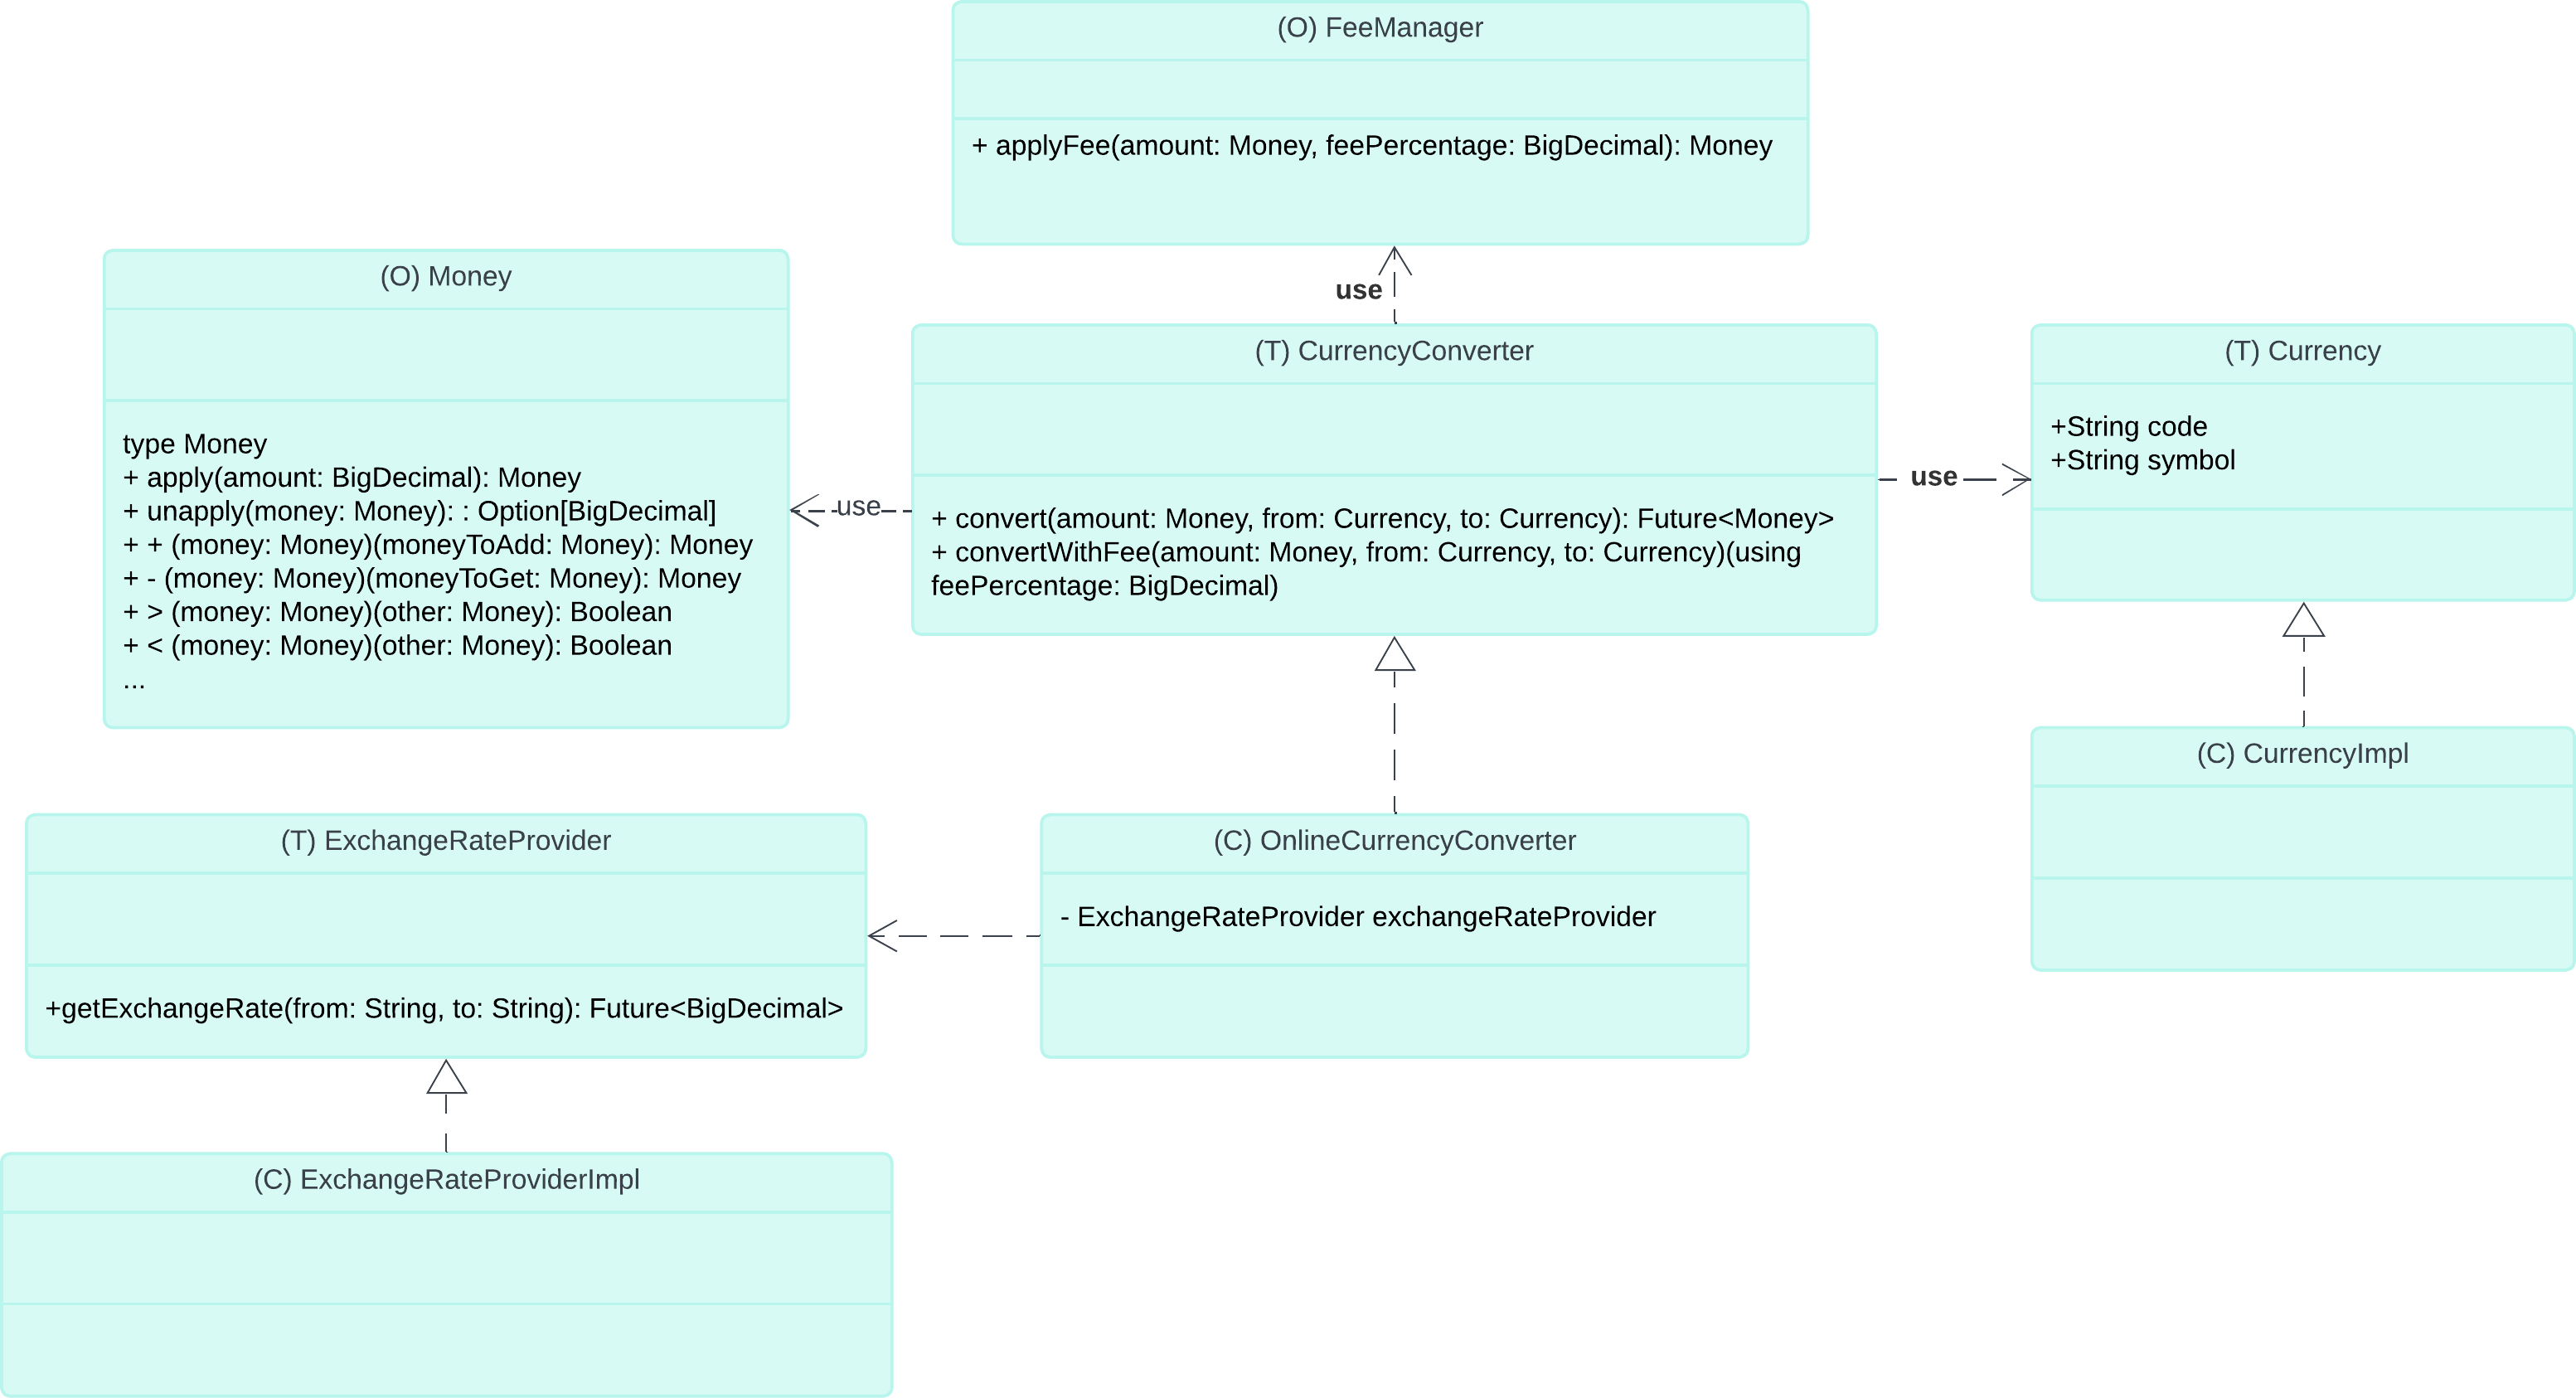 (O) FeeManager
+ applyFee(amount: Money, feePercentage: BigDecimal): Money
(O) Money
type Money
+ apply(amount: BigDecimal): Money
+ unapply(money: Money): : Option[BigDecimal]
+ + (money: Money)(moneyToAdd: Money): Money
+ - (money: Money)(moneyToGet: Money): Money
+ > (money: Money)(other: Money): Boolean
+ < (money: Money)(other: Money): Boolean
...
use
use
(T) CurrencyConverter
+ convert(amount: Money, from: Currency, to: Currency): Future<Money>
+ convertWithFee(amount: Money, from: Currency, to: Currency)(using
feePercentage: BigDecimal)
use
(T) Currency
+String code
+String symbol
(C) CurrencyImpl
(T) ExchangeRateProvider
+getExchangeRate(from: String, to: String): Future<BigDecimal>
(C) OnlineCurrencyConverter
- ExchangeRateProvider exchangeRateProvider
(C) ExchangeRateProviderImpl